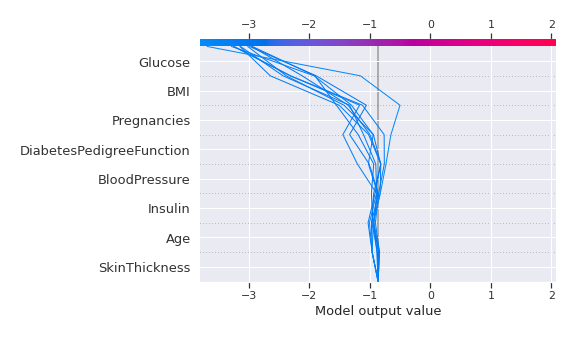 −3 −2 −1 0 1 2
Glucose
BMI
Pregnancies
DiabetesPedigreeFunction
BloodPressure
Insulin
Age
SkinThickness
−3 −2 −1 0 1 2
Model output value